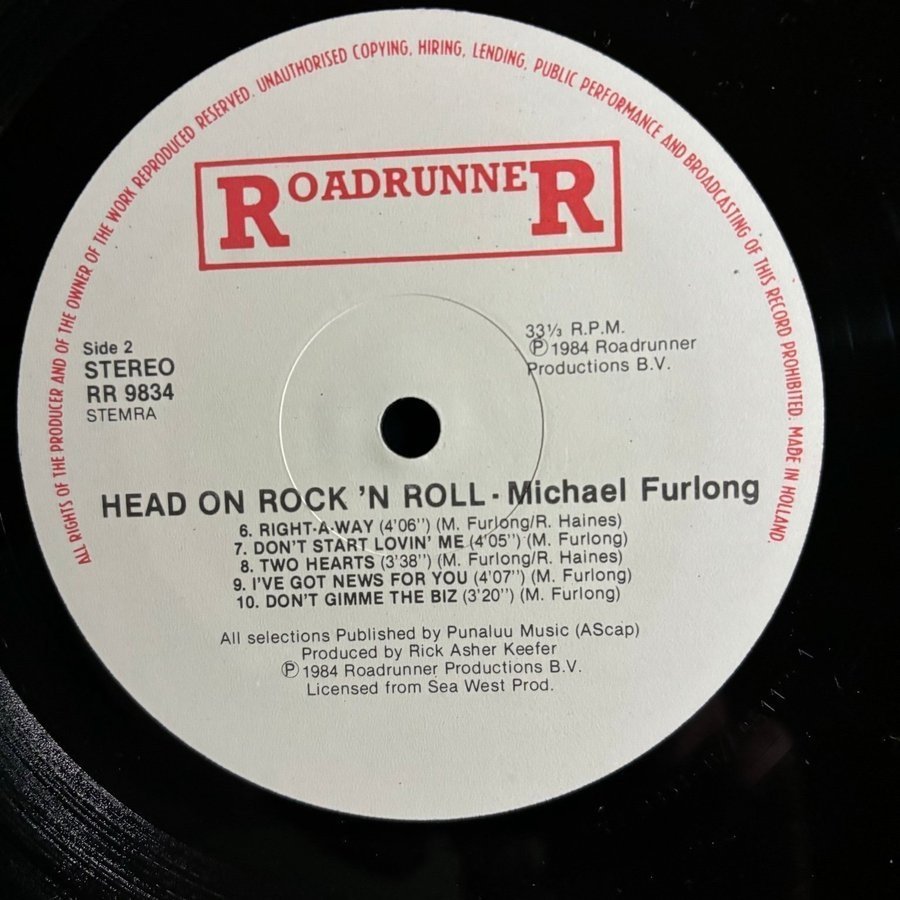 ALL RIGHTS OF THE PRODUCER AND OF THE OWNER OF THE WORK REPRODUCED RESERVED. UNAUTHORISED COPYING, HIRING, LENDING, PUBLIC PERFORMANCE AND BROADCASTING OF THIS RECORD PROHIBITED. MADE IN HOLLAND.
ROADRUNNER
Side 2
STEREO
RR 9834
STEMRA
33⅓ R.P.M.
Ⓟ1984 Roadrunner
Productions B.V.
HEAD ON ROCK 'N ROLL · Michael Furlong
6. RIGHT-A-WAY (4'06") (M. Furlong/R. Haines)
7. DON'T START LOVIN' ME (4'05") (M. Furlong)
8. TWO HEARTS (3'38") (M. Furlong/R. Haines)
9. I'VE GOT NEWS FOR YOU (4'07") (M. Furlong)
10. DON'T GIMME THE BIZ (3'20") (M. Furlong)
All selections Published by Punaluu Music (AScap)
Produced by Rick Asher Keefer
Ⓟ1984 Roadrunner Productions B.V.
Licensed from Sea West Prod.